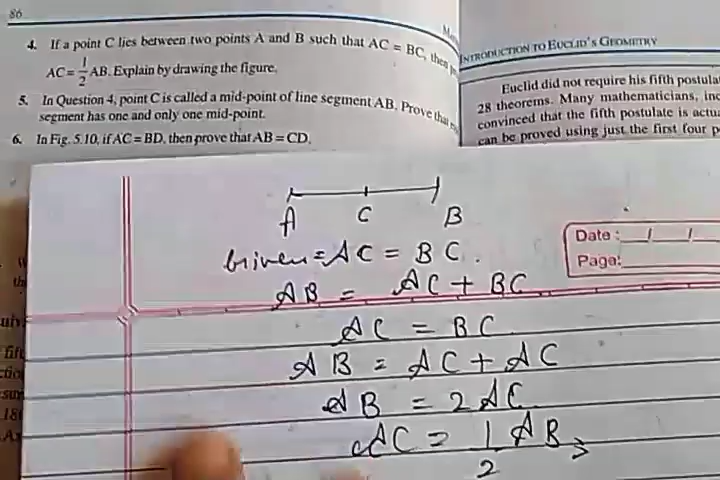 86
4. If a point C lies between two points A and B such that AC = BC, then
AC = 1/2 AB. Explain by drawing the figure.
5. In Question 4, point C is called a mid-point of line segment AB. Prove that
segment has one and only one mid-point.
6. In Fig. 5.10, if AC = BD, then prove that AB = CD.
INTRODUCTION TO EUCLID'S GEOMETRY
Euclid did not require his fifth postula
28 theorems. Many mathematicians, inc
convinced that the fifth postulate is actu
can be proved using just the first four p
A C B
Given = AC = BC.
Date : / /
Page:
AB = AC + BC
AC = BC
AB = AC + AC
AB = 2AC
AC = 1/2 AB